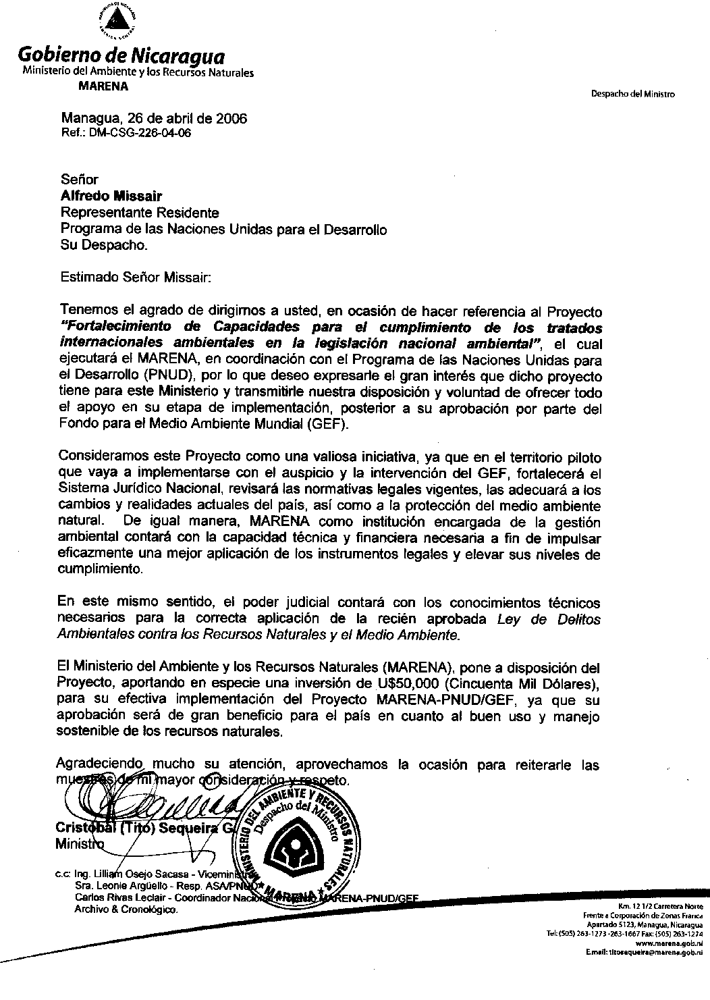 REPUBLICA DE NICARAGUA
AMERICA CENTRAL
Gobierno de Nicaragua
Ministerio del Ambiente y los Recursos Naturales
MARENA
Despacho del Ministro
Managua, 26 de abril de 2006
Ref.: DM-CSG-226-04-06
Señor
Alfredo Missair
Representante Residente
Programa de las Naciones Unidas para el Desarrollo
Su Despacho.
Estimado Señor Missair:
Tenemos el agrado de dirigirnos a usted, en ocasión de hacer referencia al Proyecto
"Fortalecimiento de Capacidades para el cumplimiento de los tratados
internacionales ambientales en la legislación nacional ambiental", el cual
ejecutará el MARENA, en coordinación con el Programa de las Naciones Unidas para
el Desarrollo (PNUD), por lo que deseo expresarle el gran interés que dicho proyecto
tiene para este Ministerio y transmitirle nuestra disposición y voluntad de ofrecer todo
el apoyo en su etapa de implementación, posterior a su aprobación por parte del
Fondo para el Medio Ambiente Mundial (GEF).
Consideramos este Proyecto como una valiosa iniciativa, ya que en el territorio piloto
que vaya a implementarse con el auspicio y la intervención del GEF, fortalecerá el
Sistema Jurídico Nacional, revisará las normativas legales vigentes, las adecuará a los
cambios y realidades actuales del país, así como a la protección del medio ambiente
natural. De igual manera, MARENA como institución encargada de la gestión
ambiental contará con la capacidad técnica y financiera necesaria a fin de impulsar
eficazmente una mejor aplicación de los instrumentos legales y elevar sus niveles de
cumplimiento.
En este mismo sentido, el poder judicial contará con los conocimientos técnicos
necesarios para la correcta aplicación de la recién aprobada Ley de Delitos
Ambientales contra los Recursos Naturales y el Medio Ambiente.
El Ministerio del Ambiente y los Recursos Naturales (MARENA), pone a disposición del
Proyecto, aportando en especie una inversión de U$50,000 (Cincuenta Mil Dólares),
para su efectiva implementación del Proyecto MARENA-PNUD/GEF, ya que su
aprobación será de gran beneficio para el país en cuanto al buen uso y manejo
sostenible de los recursos naturales.
Agradeciendo mucho su atención, aprovechamos la ocasión para reiterarle las
muestras de mi mayor consideración y respeto.
Cristóbal (Tito) Sequeira G
Ministro
MINISTERIO DEL AMBIENTE Y RECURSOS NATURALES
Despacho del Ministro
MARENA
c.c: Ing. Lilliam Osejo Sacasa - Viceministra
Sra. Leonie Argüello - Resp. ASA/PNUD
Carlos Rivas Leclair - Coordinador Nacional Proyecto MARENA-PNUD/GEF
Archivo & Cronológico.
Km. 12 1/2 Carretera Norte
Frente a Corporación de Zonas Franca
Apartado 5123, Managua, Nicaragua
Tel: (505) 263-1273 -263-1667 Fax: (505) 263-1274
www.marena.gob.ni
E.mail: titosequeira@marena.gob.ni